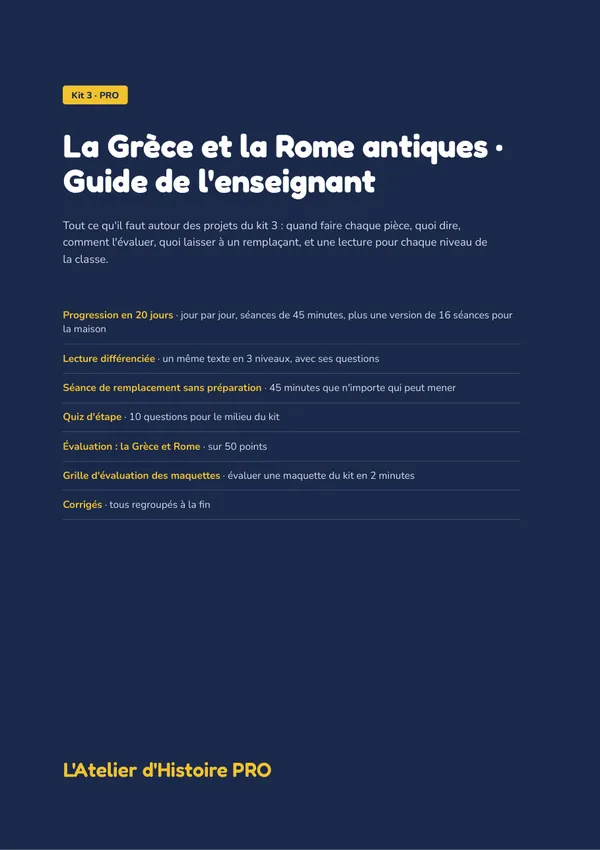 Kit 3 · PRO
La Grèce et la Rome antiques ·
Guide de l'enseignant
Tout ce qu'il faut autour des projets du kit 3 : quand faire chaque pièce, quoi dire,
comment l'évaluer, quoi laisser à un remplaçant, et une lecture pour chaque niveau de
la classe.
Progression en 20 jours · jour par jour, séances de 45 minutes, plus une version de 16 séances pour
la maison
Lecture différenciée · un même texte en 3 niveaux, avec ses questions
Séance de remplacement sans préparation · 45 minutes que n'importe qui peut mener
Quiz d'étape · 10 questions pour le milieu du kit
Évaluation : la Grèce et Rome · sur 50 points
Grille d'évaluation des maquettes · évaluer une maquette du kit en 2 minutes
Corrigés · tous regroupés à la fin
L'Atelier d'Histoire PRO